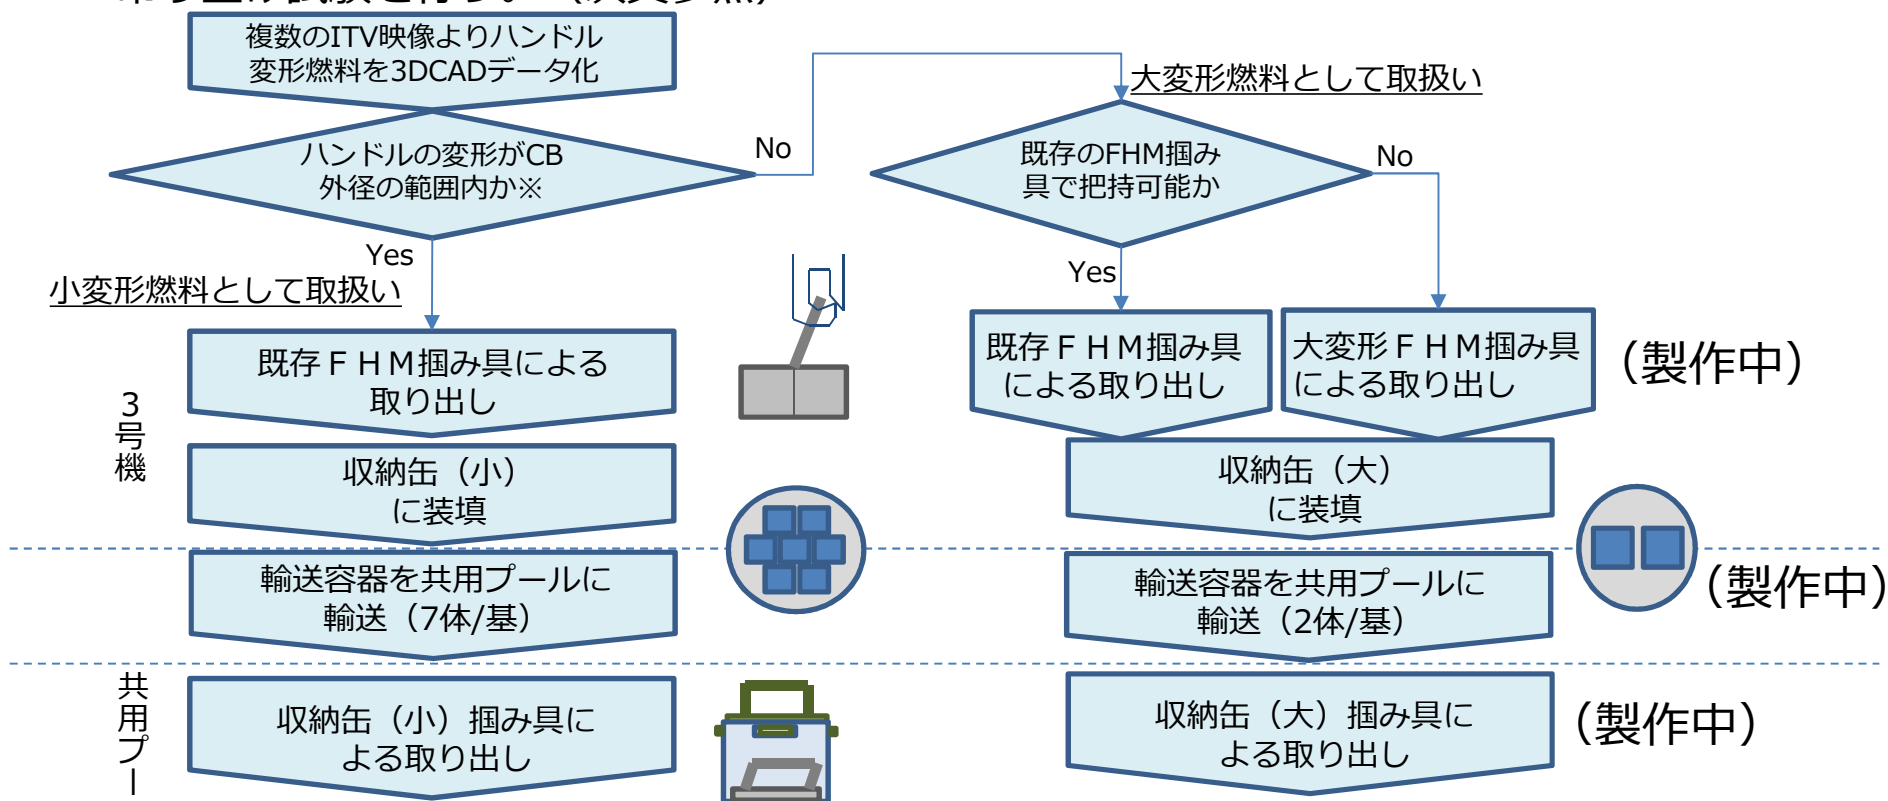 複数のITV映像よりハンドル
変形燃料を3DCADデータ化
大変形燃料として取扱い
ハンドルの変形がCB
外径の範囲内か※
No
既存のFHM掴み
具で把持可能か
No
Yes
小変形燃料として取扱い
Yes
既存ＦＨＭ掴み具による
取り出し
既存ＦＨＭ掴み具
による取り出し
大変形ＦＨＭ掴み具
による取り出し
（製作中）
3号機
収納缶（小）
に装填
収納缶（大）
に装填
輸送容器を共用プールに
輸送（7体/基）
輸送容器を共用プールに
輸送（2体/基）
（製作中）
共用プー
収納缶（小）掴み具に
よる取り出し
収納缶（大）掴み具に
よる取り出し
（製作中）